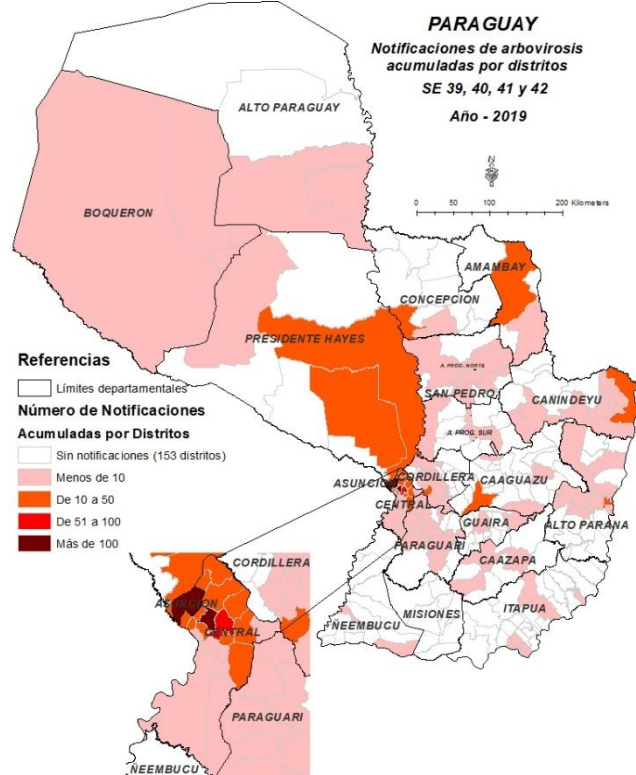 PARAGUAY
Notificaciones de arbovirosis
acumuladas por distritos
SE 39, 40, 41 y 42
Año - 2019
N
0 50 100 200 Kilometers
ALTO PARAGUAY
BOQUERON
AMAMBAY
CONCEPCION
PRESIDENTE HAYES
A. PROG. NORTE
SAN PEDRO
CANINDEYU
A. PROG. SUR
ASUNCION
CORDILLERA
CAAGUAZU
CENTRAL
GUAIRA
ALTO PARANA
PARAGUARI
CAAZAPA
ITAPUA
MISIONES
ÑEEMBUCU
Referencias
Límites departamentales
Número de Notificaciones
Acumuladas por Distritos
Sin notificaciones (153 distritos)
Menos de 10
De 10 a 50
De 51 a 100
Más de 100
CORDILLERA
ASUNCION
CENTRAL
PARAGUARI
ÑEEMBUCU